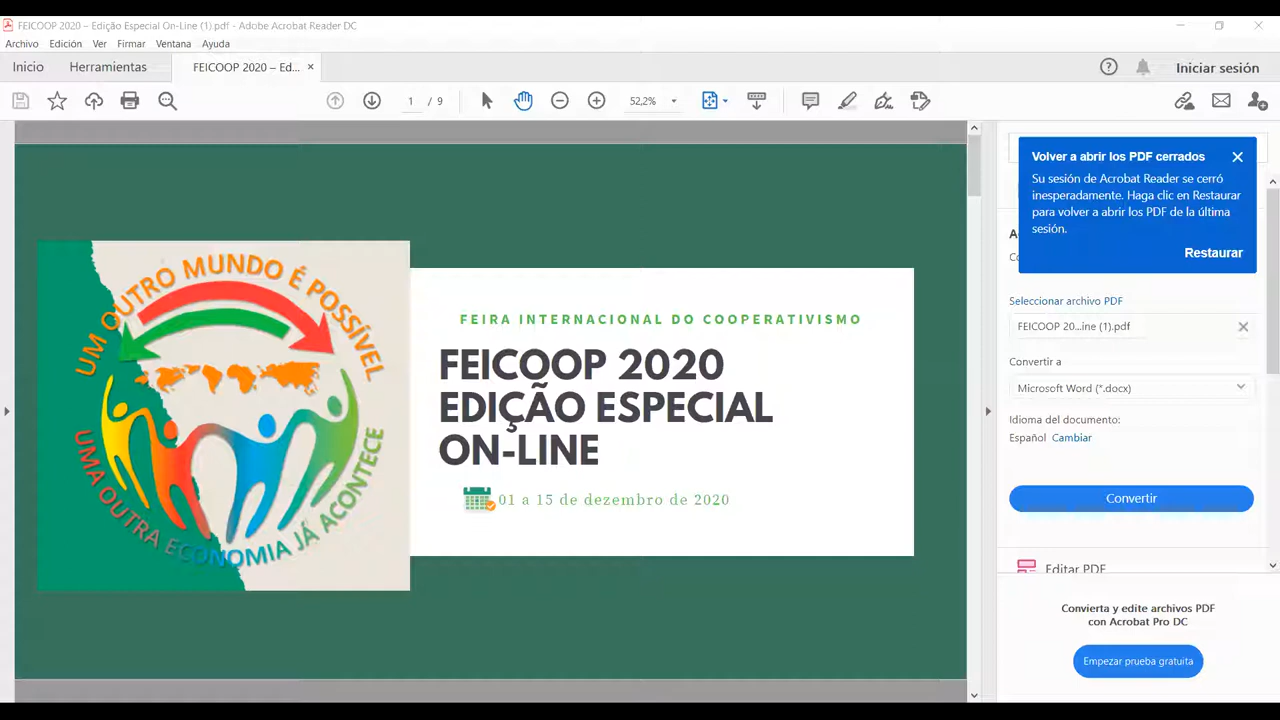 FEICOOP 2020 – Edição Especial On-Line (1).pdf - Adobe Acrobat Reader DC
Archivo Edición Ver Firmar Ventana Ayuda
Inicio Herramientas FEICOOP 2020 – Ed... Iniciar sesión
1 / 9 52,2%
UM OUTRO MUNDO É POSSÍVEL
UMA OUTRA ECONOMIA JÁ ACONTECE
FEIRA INTERNACIONAL DO COOPERATIVISMO
FEICOOP 2020
EDIÇÃO ESPECIAL
ON-LINE
01 a 15 de dezembro de 2020
Volver a abrir los PDF cerrados
Su sesión de Acrobat Reader se cerró
inesperadamente. Haga clic en Restaurar
para volver a abrir los PDF de la última
sesión.
Restaurar
Seleccionar archivo PDF
FEICOOP 20...ine (1).pdf
Convertir a
Microsoft Word (*.docx)
Idioma del documento:
Español Cambiar
Convertir
Editar PDF
Convierta y edite archivos PDF
con Acrobat Pro DC
Empezar prueba gratuita